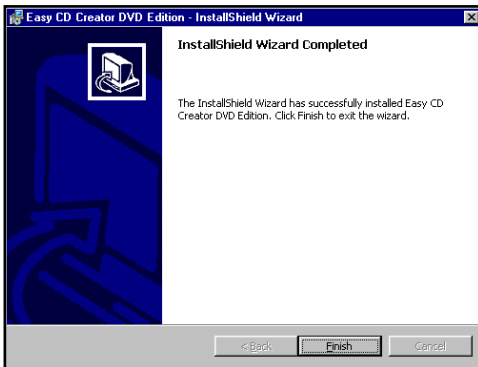 Easy CD Creator DVD Edition - InstallShield Wizard
InstallShield Wizard Completed
The InstallShield Wizard has successfully installed Easy CD
Creator DVD Edition. Click Finish to exit the wizard.
< Back Finish Cancel